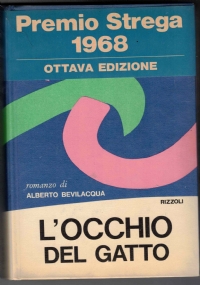 Premio Strega
1968
OTTAVA EDIZIONE
romanzo di
ALBERTO BEVILACQUA
RIZZOLI
L'OCCHIO
DEL GATTO